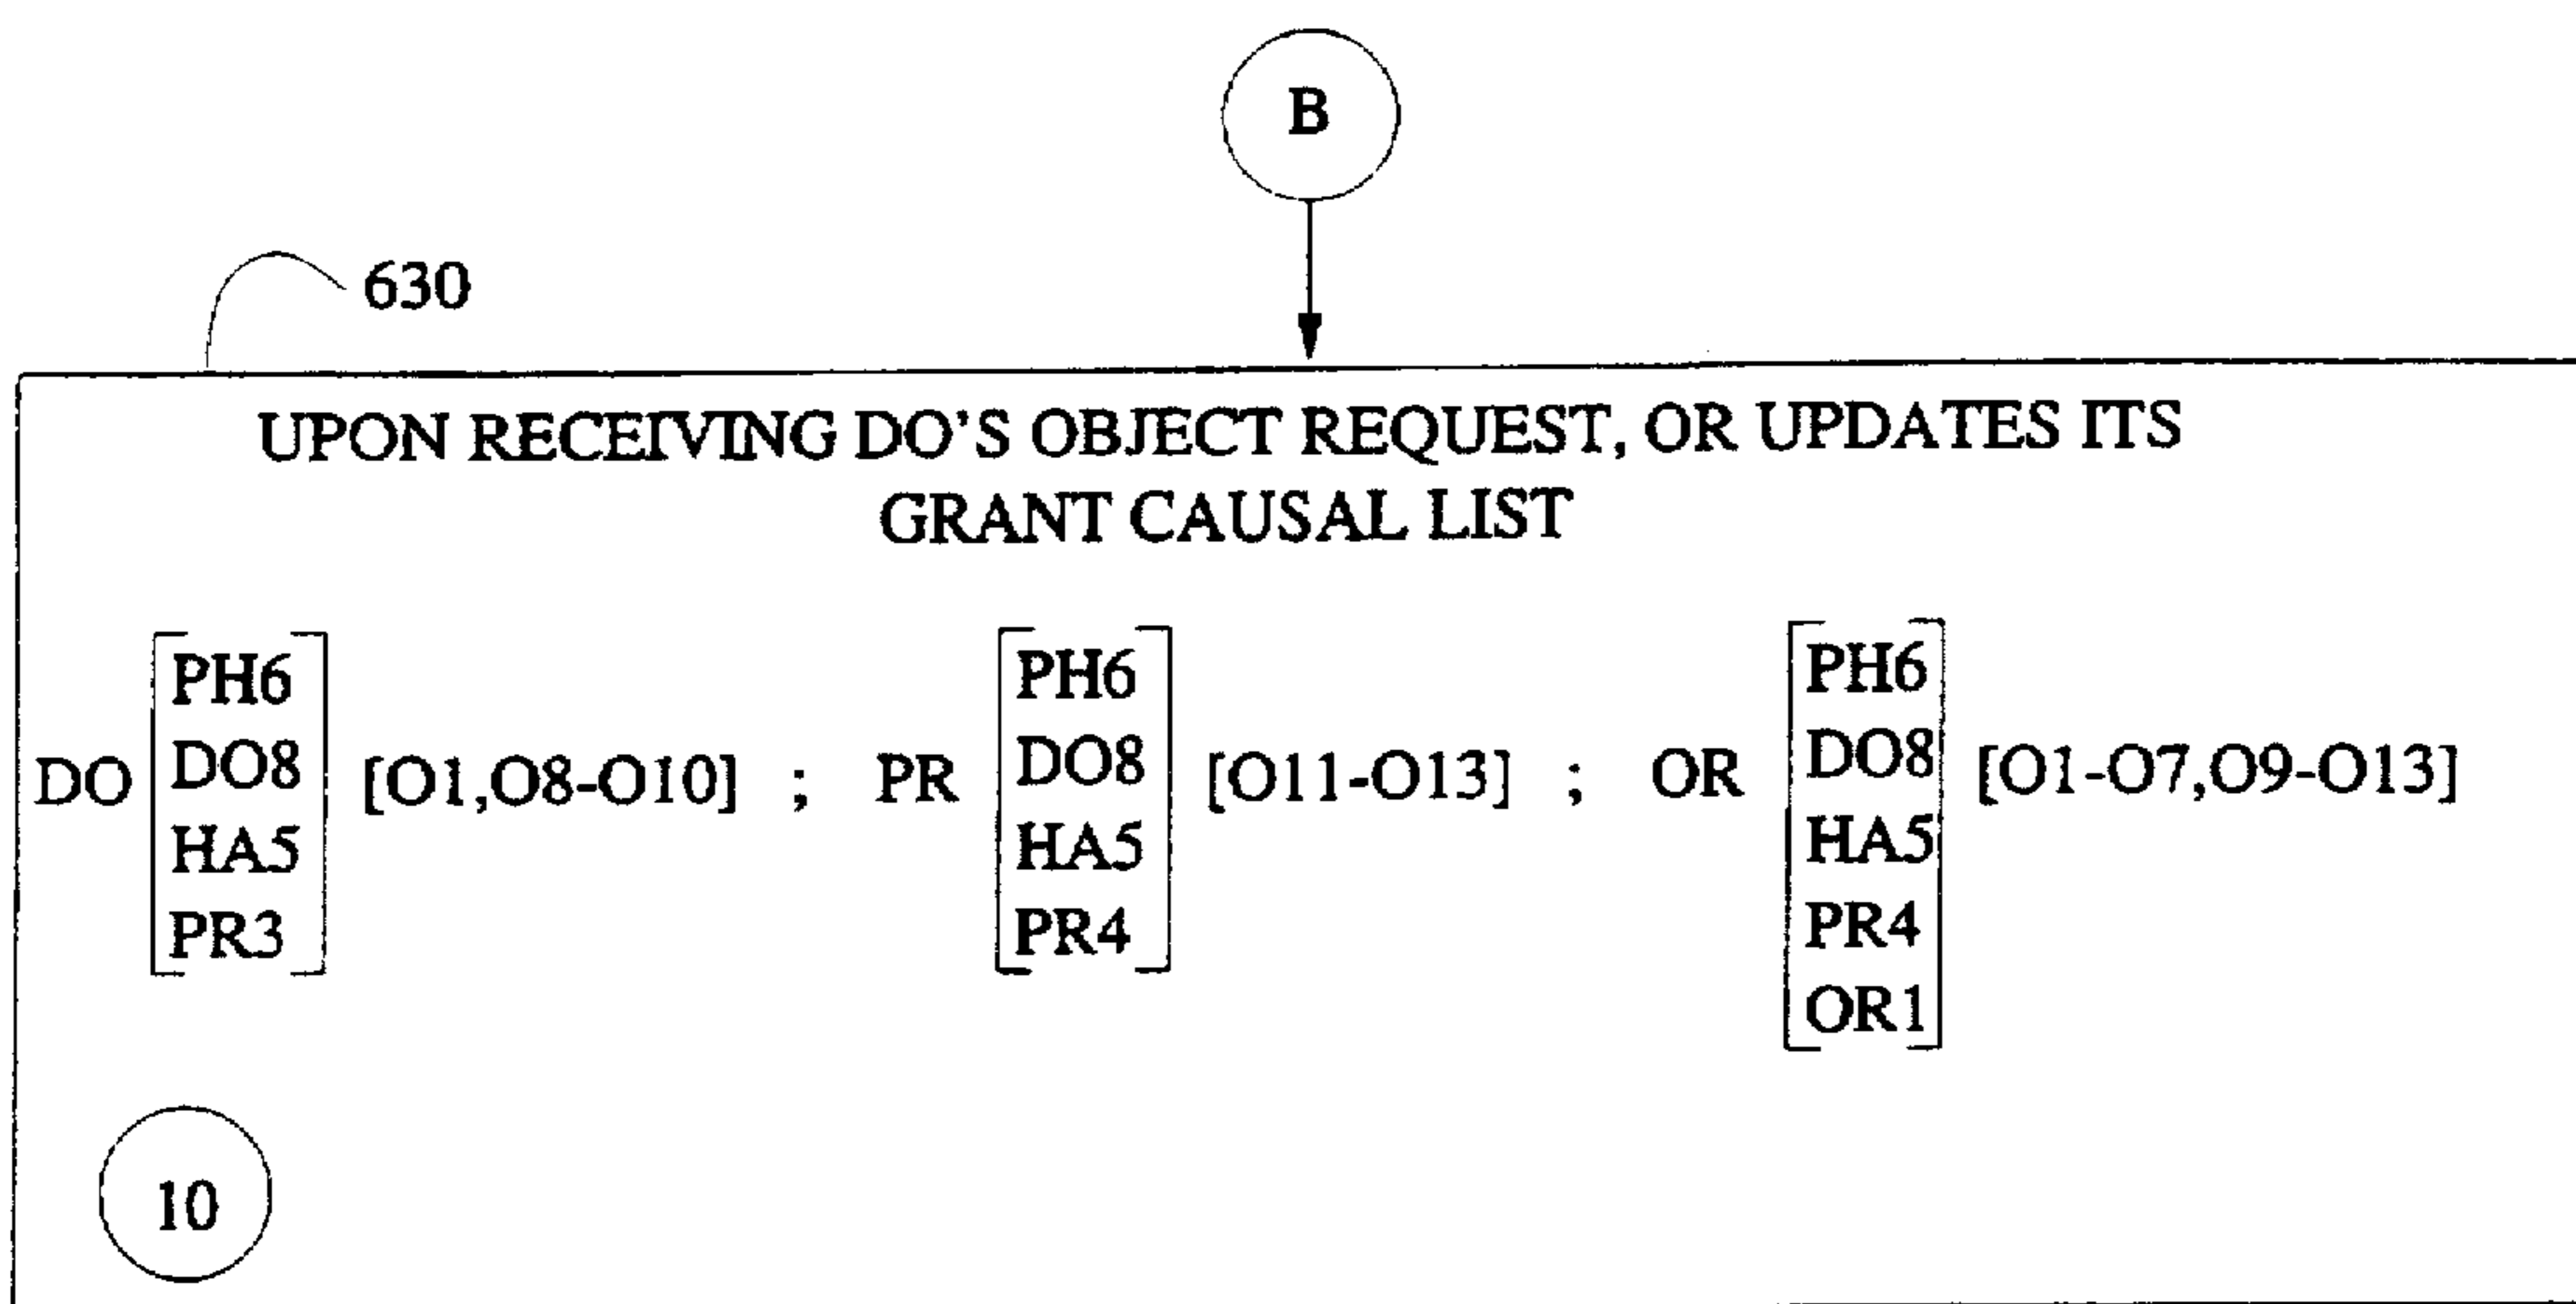 B
630
UPON RECEIVING DO'S OBJECT REQUEST, OR UPDATES ITS
GRANT CAUSAL LIST
DO [PH6 DO8 HA5 PR3] [O1,O8-O10] ; PR [PH6 DO8 HA5 PR4] [O11-O13] ; OR [PH6 DO8 HA5 PR4 OR1] [O1-O7,O9-O13]
10